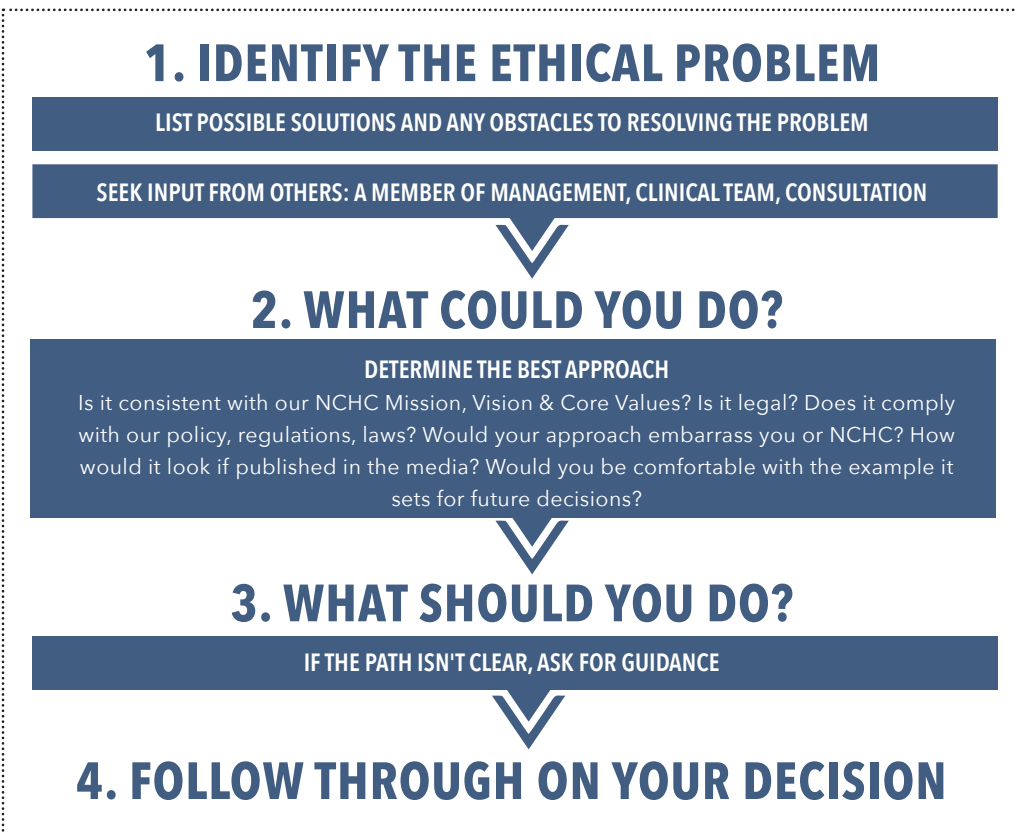 1. IDENTIFY THE ETHICAL PROBLEM
LIST POSSIBLE SOLUTIONS AND ANY OBSTACLES TO RESOLVING THE PROBLEM
SEEK INPUT FROM OTHERS: A MEMBER OF MANAGEMENT, CLINICAL TEAM, CONSULTATION
2. WHAT COULD YOU DO?
DETERMINE THE BEST APPROACH
Is it consistent with our NCHC Mission, Vision & Core Values? Is it legal? Does it comply
with our policy, regulations, laws? Would your approach embarrass you or NCHC? How
would it look if published in the media? Would you be comfortable with the example it
sets for future decisions?
3. WHAT SHOULD YOU DO?
IF THE PATH ISN'T CLEAR, ASK FOR GUIDANCE
4. FOLLOW THROUGH ON YOUR DECISION